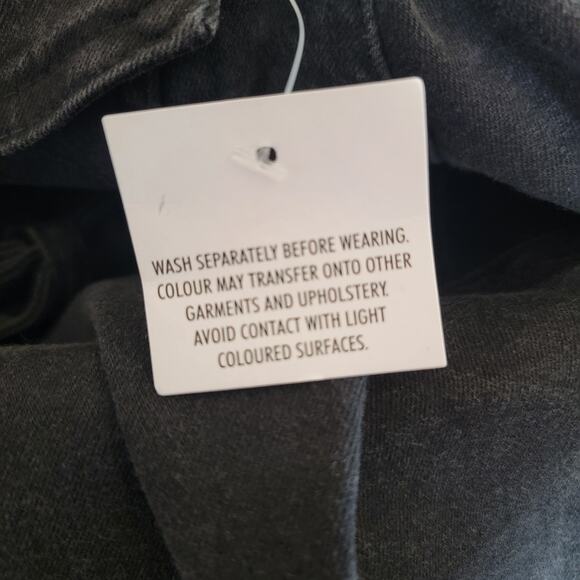 WASH SEPARATELY BEFORE WEARING.
COLOUR MAY TRANSFER ONTO OTHER
GARMENTS AND UPHOLSTERY.
AVOID CONTACT WITH LIGHT
COLOURED SURFACES.